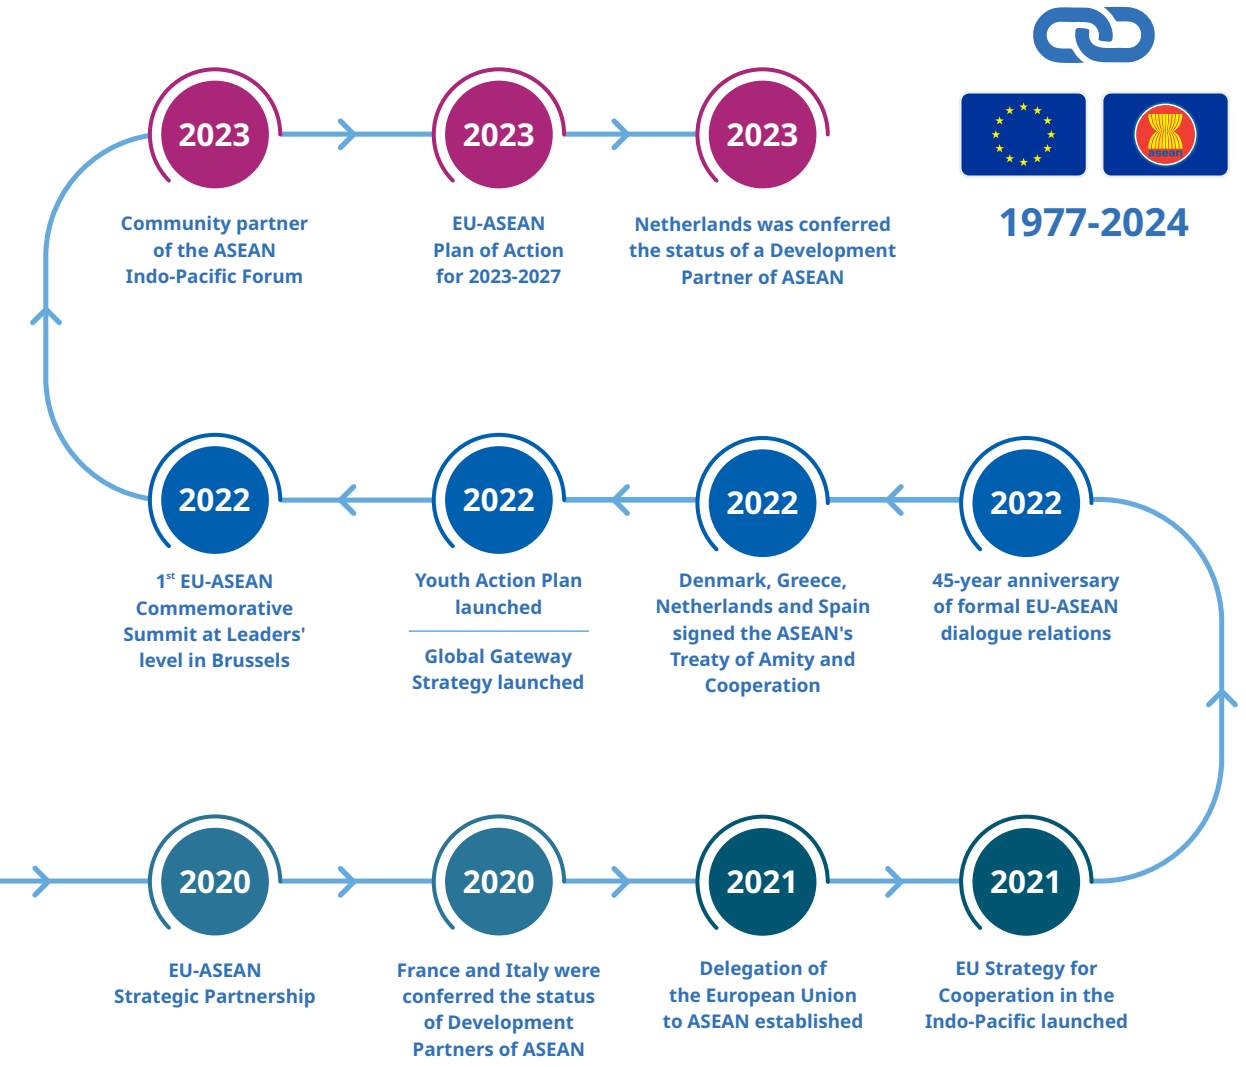 asean
1977-2024
2023
Community partner
of the ASEAN
Indo-Pacific Forum
2023
EU-ASEAN
Plan of Action
for 2023-2027
2023
Netherlands was conferred
the status of a Development
Partner of ASEAN
2022
1st EU-ASEAN
Commemorative
Summit at Leaders'
level in Brussels
2022
Youth Action Plan
launched
Global Gateway
Strategy launched
2022
Denmark, Greece,
Netherlands and Spain
signed the ASEAN's
Treaty of Amity and
Cooperation
2022
45-year anniversary
of formal EU-ASEAN
dialogue relations
2020
EU-ASEAN
Strategic Partnership
2020
France and Italy were
conferred the status
of Development
Partners of ASEAN
2021
Delegation of
the European Union
to ASEAN established
2021
EU Strategy for
Cooperation in the
Indo-Pacific launched